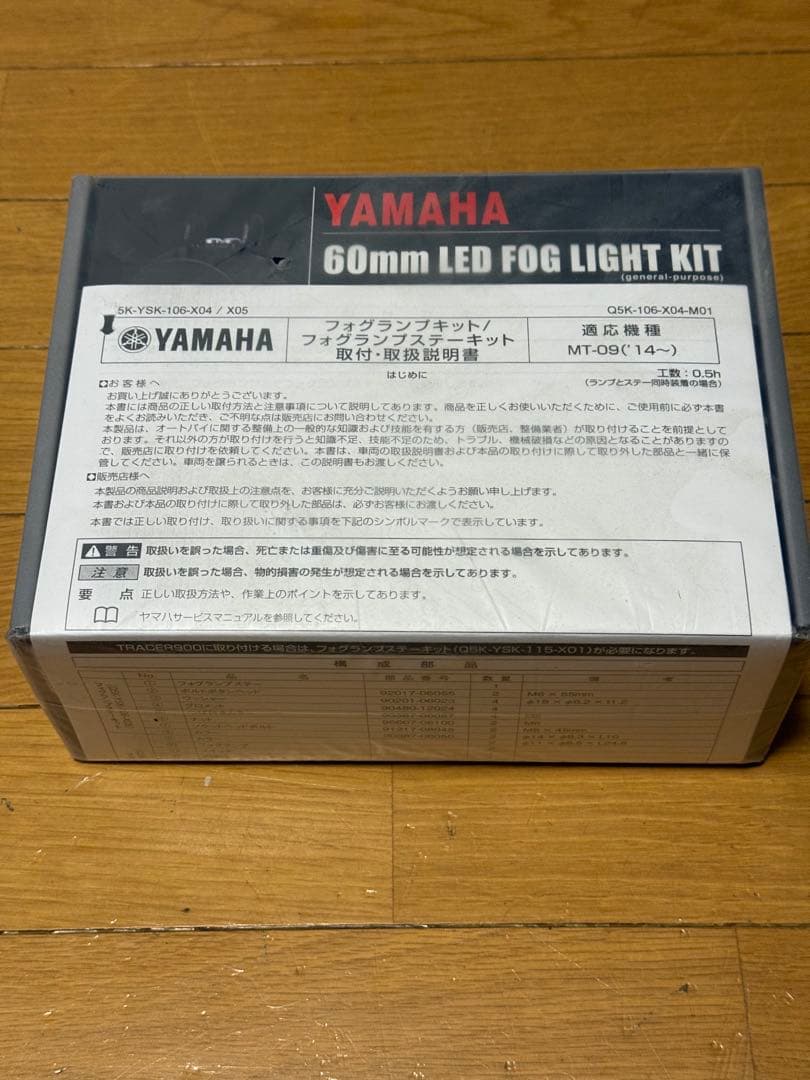 YAMAHA
60mm LED FOG LIGHT KIT
(general-purpose)
5K-YSK-106-X04 / X05
Q5K-106-X04-M01
YAMAHA
フォグランプキット/
フォグランプステーキット
取付・取扱説明書
適応機種
MT-09('14～)
はじめに
工数：0.5h
(ランプとステー同時装着の場合)
お客様へ
お買い上げ誠にありがとうございます。
本書には商品の正しい取付方法と注意事項について説明してあります。商品を正しくお使いいただくために、ご使用前に必ず本書
をよくお読みいただき、ご不明な点は販売店にお問い合わせください。
本製品は、オートバイに関する整備上の一般的な知識および技能を有する方（販売店、整備業者）が取り付けることを前提として
おります。それ以外の方が取り付けを行うと知識不足、技能不足のため、トラブル、機械破損などの原因となることがありますの
で、販売店に取り付けを依頼してください。本書は、車両の取扱説明書および本品の取り付けに際して取り外した部品と一緒に保
管してください。車両を譲られるときは、この説明書もお渡しください。
販売店様へ
本製品の商品説明および取扱上の注意点を、お客様に充分ご説明いただくようお願い申し上げます。
本書および本品の取り付けに際して取り外した部品は、必ずお客様にお渡しください。
本書では正しい取り付け、取り扱いに関する事項を下記のシンボルマークで表示しています。
警告 取扱いを誤った場合、死亡または重傷及び傷害に至る可能性が想定される場合を示してあります。
注意 取扱いを誤った場合、物的損害の発生が想定される場合を示してあります。
要 点 正しい取扱方法や、作業上のポイントを示してあります。
ヤマハサービスマニュアルを参照してください。
TRACER900に取り付ける場合は、フォグランプステーキット(Q5K-YSK-115-X01)が必要になります。
構成部品
No. 品 名 部品番号 数量 備 考
フォグランプステー 1